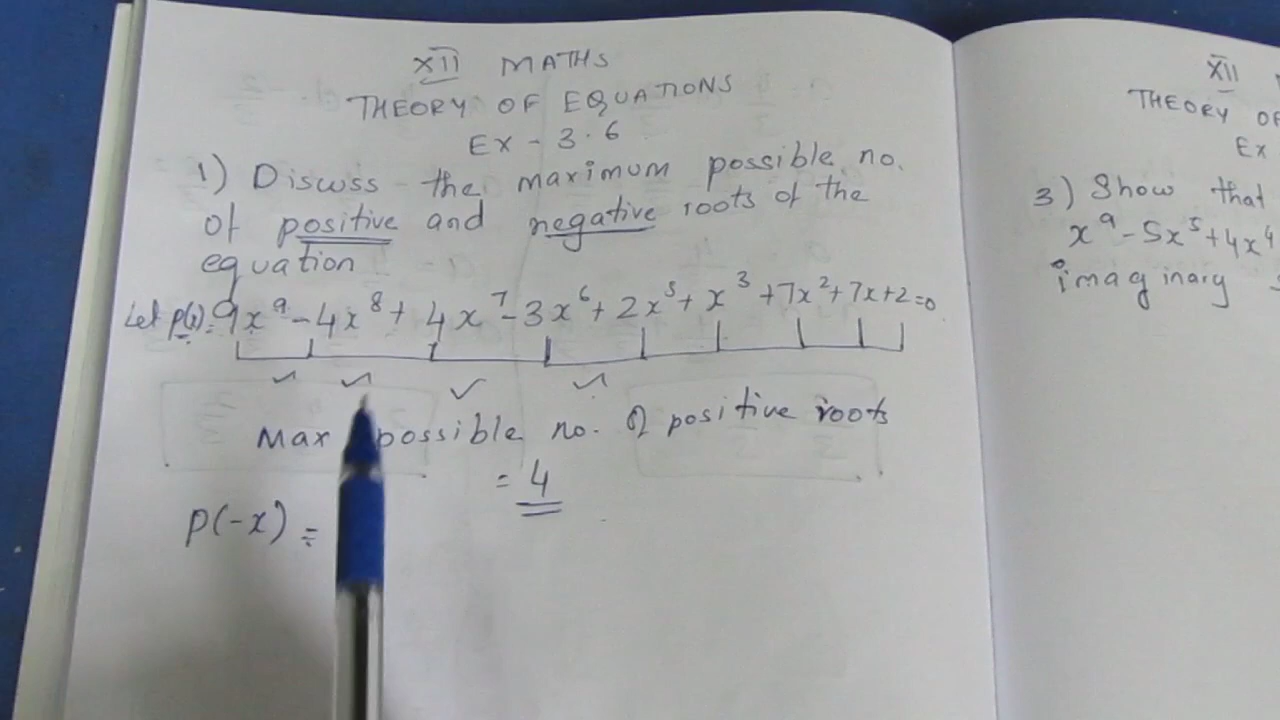 XII MATHS
THEORY OF EQUATIONS
EX - 3.6
1) Discuss the maximum possible no.
of positive and negative roots of the
equation
Let p(x)= 9x⁹ - 4x⁸ + 4x⁷ - 3x⁶ + 2x⁵ + x³ + 7x² + 7x + 2 = 0
Max possible no. of positive roots
= 4
P(-x) =
XII
THEORY OF
Ex
3) Show that
x⁹ - 5x⁵ + 4x⁴
imaginary